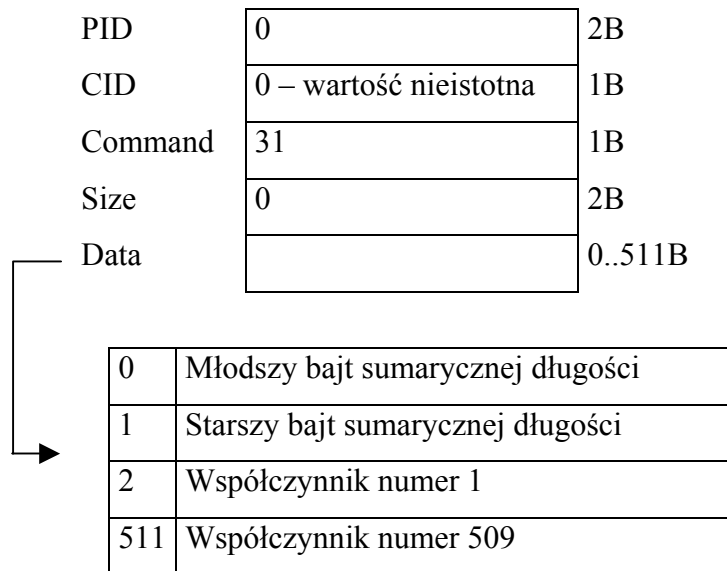 PID 0 2B
CID 0 – wartość nieistotna 1B
Command 31 1B
Size 0 2B
Data 0..511B
0 Młodszy bajt sumarycznej długości
1 Starszy bajt sumarycznej długości
2 Współczynnik numer 1
511 Współczynnik numer 509